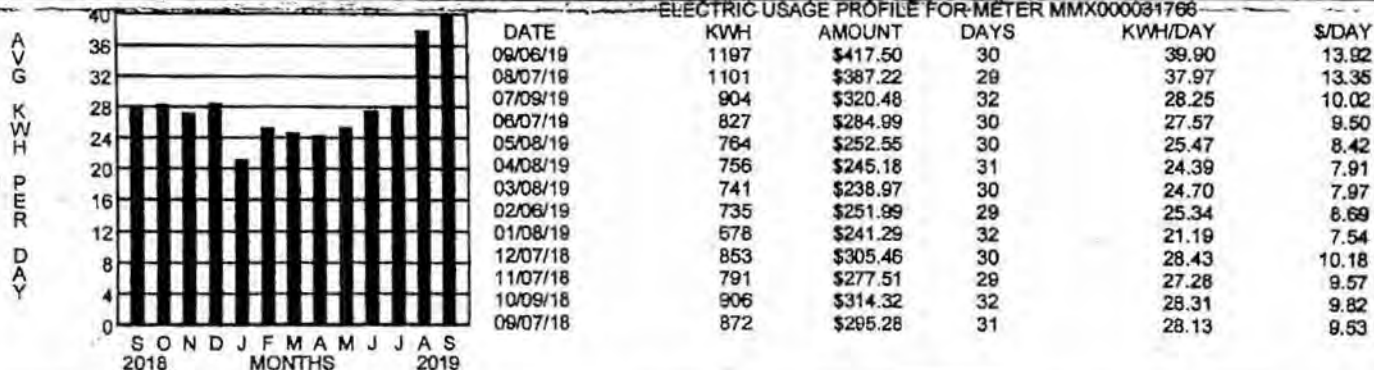 ELECTRIC USAGE PROFILE FOR METER MMX000031766
AVG KWH PER DAY
40
36
32
28
24
20
16
12
8
4
0
S O N D J F M A M J J A S
2018 MONTHS 2019
DATE KWH AMOUNT DAYS KWH/DAY $/DAY
09/06/19 1197 $417.50 30 39.90 13.92
08/07/19 1101 $387.22 29 37.97 13.35
07/09/19 904 $320.48 32 28.25 10.02
06/07/19 827 $284.99 30 27.57 9.50
05/08/19 764 $252.55 30 25.47 8.42
04/08/19 756 $245.18 31 24.39 7.91
03/08/19 741 $238.97 30 24.70 7.97
02/06/19 735 $251.99 29 25.34 8.69
01/08/19 678 $241.29 32 21.19 7.54
12/07/18 853 $305.46 30 28.43 10.18
11/07/18 791 $277.51 29 27.28 9.57
10/09/18 906 $314.32 32 28.31 9.82
09/07/18 872 $295.28 31 28.13 9.53